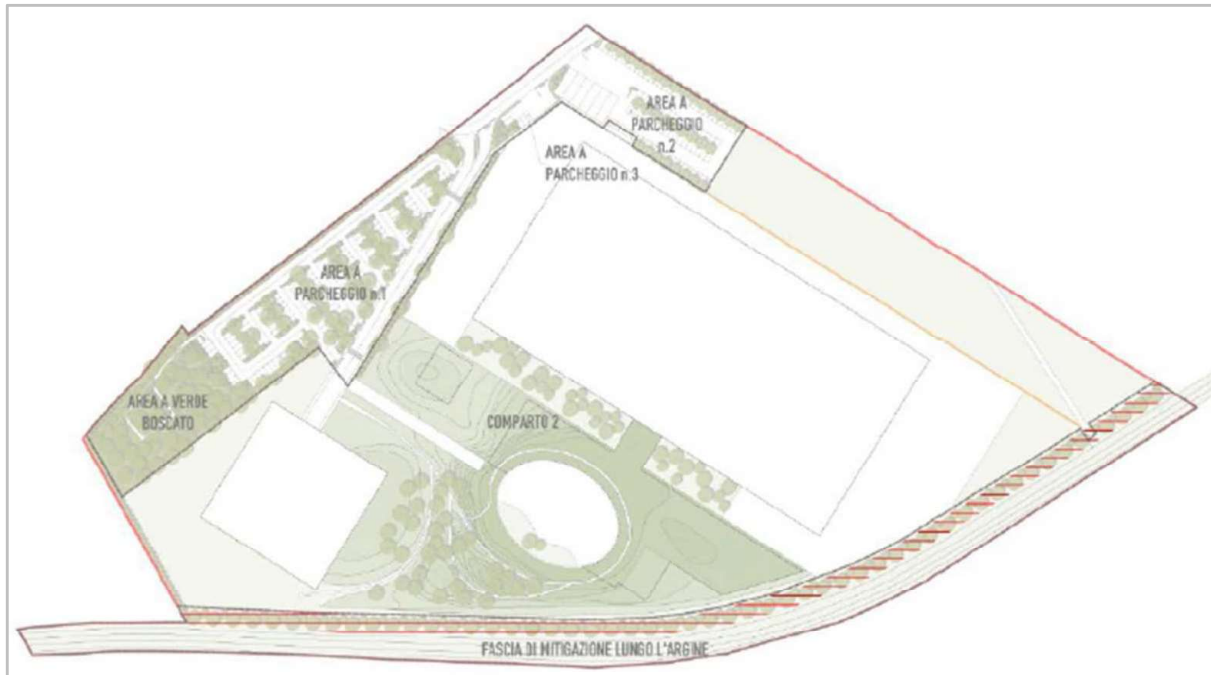 AREA A
PARCHEGGIO
n.2
AREA A
PARCHEGGIO n.3
AREA A
PARCHEGGIO n.1
AREA A VERDE
BOSCATO
COMPARTO 2
FASCIA DI MITIGAZIONE LUNGO L'ARGINE